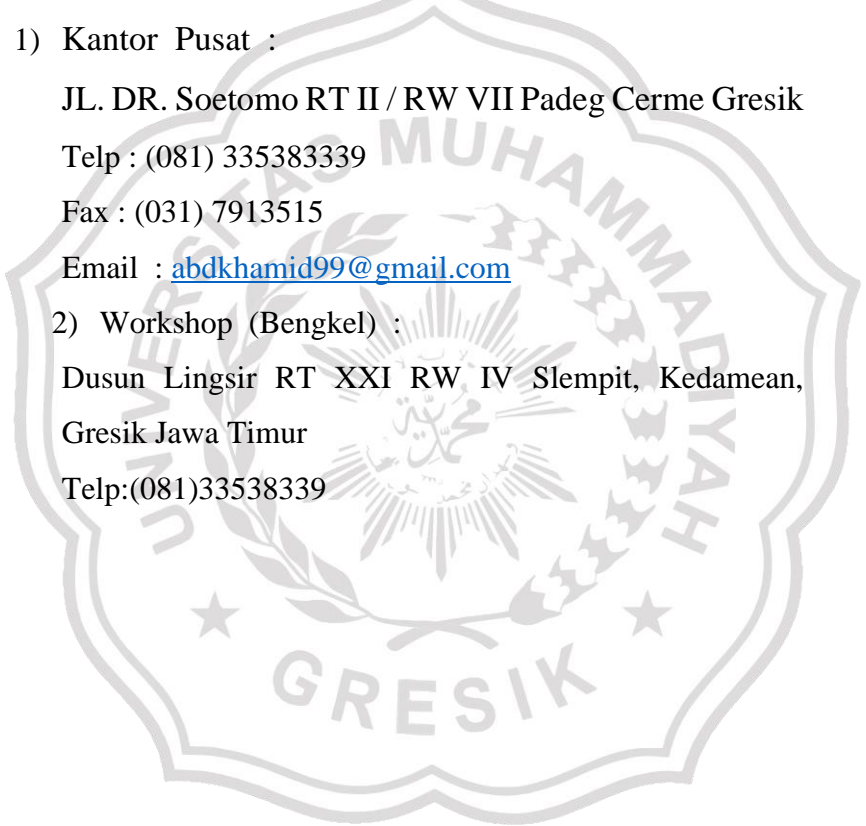 1) Kantor Pusat :
JL. DR. Soetomo RT II / RW VII Padeg Cerme Gresik
Telp : (081) 335383339
Fax : (031) 7913515
Email : abdkhamid99@gmail.com
2) Workshop (Bengkel) :
Dusun Lingsir RT XXI RW IV Slempit, Kedamean,
Gresik Jawa Timur
Telp:(081)33538339
UNIVERSITAS MUHAMMADIYAH
GRESIK